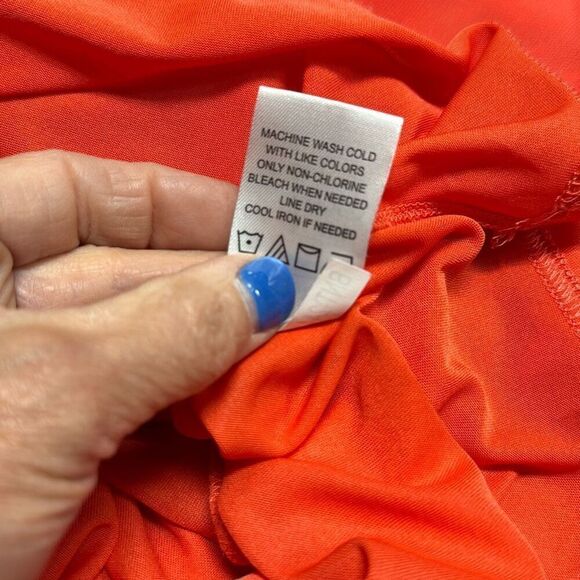 MACHINE WASH COLD
WITH LIKE COLORS
ONLY NON-CHLORINE
BLEACH WHEN NEEDED
LINE DRY
COOL IRON IF NEEDED